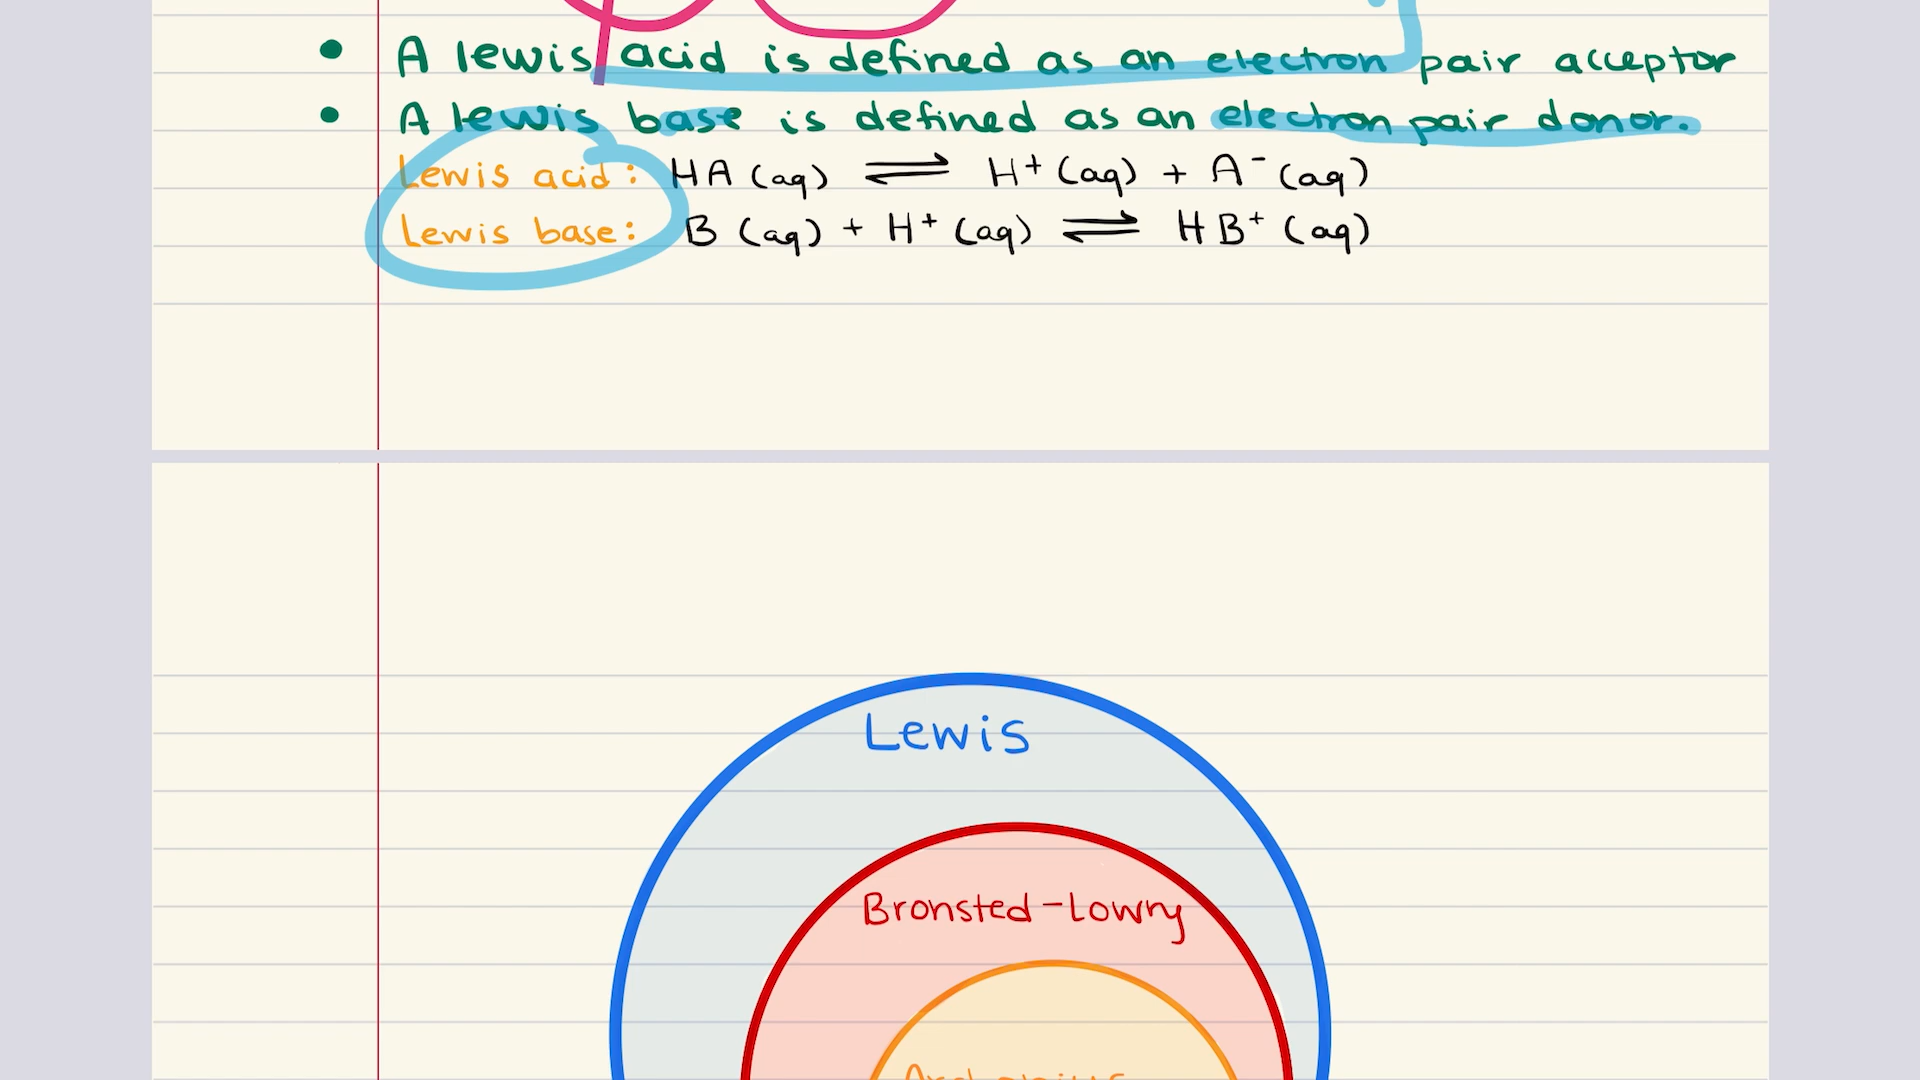 • A lewis acid is defined as an electron pair acceptor
• A lewis base is defined as an electron pair donor.
Lewis acid: HA (aq) ⇌ H⁺ (aq) + A⁻ (aq)
Lewis base: B (aq) + H⁺ (aq) ⇌ HB⁺ (aq)
Lewis
Bronsted-Lowry